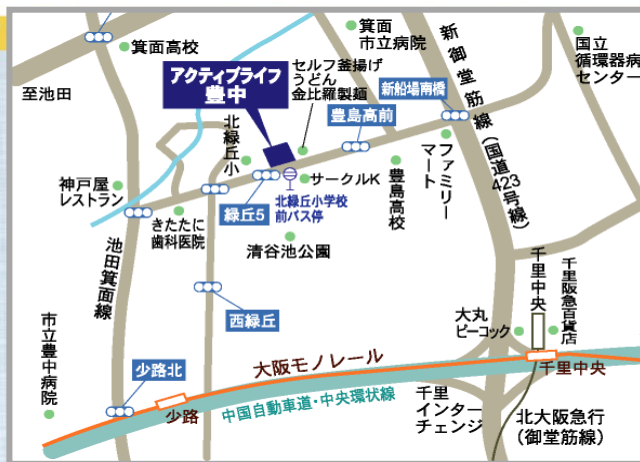 箕面高校
至池田
箕面
市立病院
新御堂筋線(国道423号線)
国立
循環器病
センター
アクティブライフ
豊中
セルフ釜揚げ
うどん
金比羅製麺
新船場南橋
豊島高前
北緑丘小
ファミリー
マート
神戸屋
レストラン
サークルK
豊島高校
北緑丘小学校
前バス停
緑丘5
きたたに
歯科医院
清谷池公園
池田箕面線
千里中央
千里阪急百貨店
西緑丘
大丸
ピーコック
市立豊中病院
大阪モノレール
少路北
千里中央
少路
中国自動車道・中央環状線
千里
インター
チェンジ
北大阪急行
(御堂筋線)